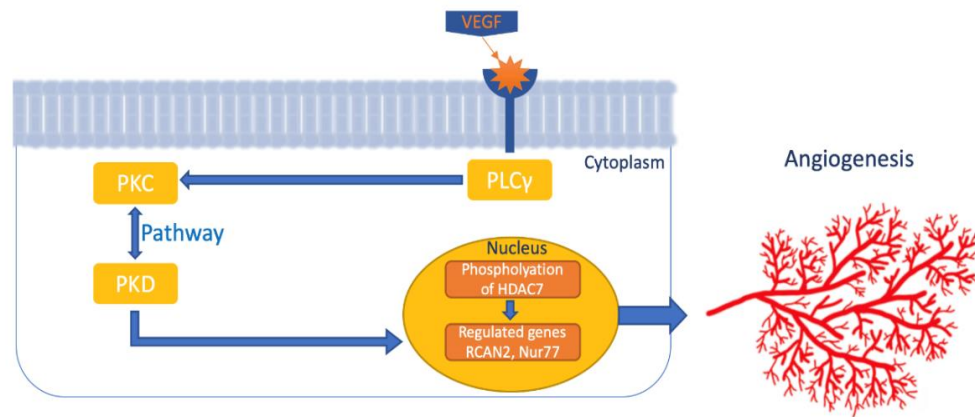 VEGF
Cytoplasm
Angiogenesis
PKC
PLCγ
Pathway
PKD
Nucleus
Phospholyation
of HDAC7
Regulated genes
RCAN2, Nur77